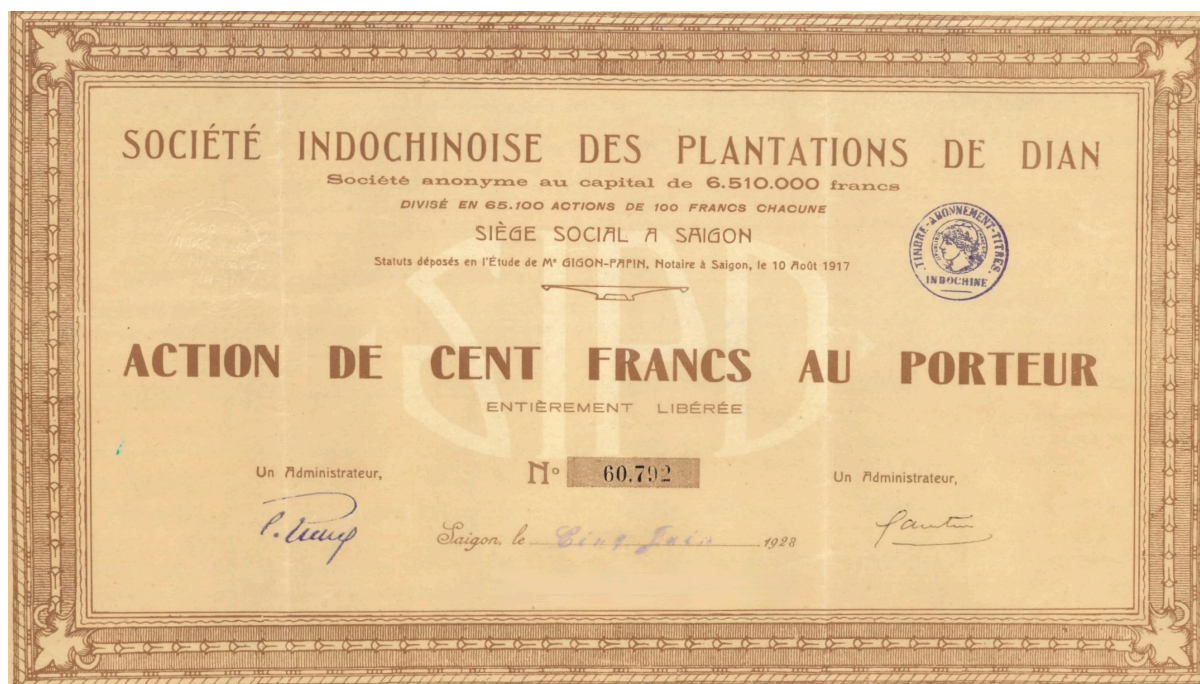 SOCIÉTÉ INDOCHINOISE DES PLANTATIONS DE DIAN
Société anonyme au capital de 6.510.000 francs
DIVISÉ EN 65.100 ACTIONS DE 100 FRANCS CHACUNE
SIÈGE SOCIAL A SAIGON
Statuts déposés en l'Étude de Mᵉ GIGON-PAPIN, Notaire à Saigon, le 10 Août 1917
TIMBRE-ABONNEMENT-TITRES.
INDOCHINE
SIPD
ACTION DE CENT FRANCS AU PORTEUR
ENTIÈREMENT LIBÉRÉE
Un Administrateur,
N° 60.792
Un Administrateur,
Saigon, le Cinq Juin 1928